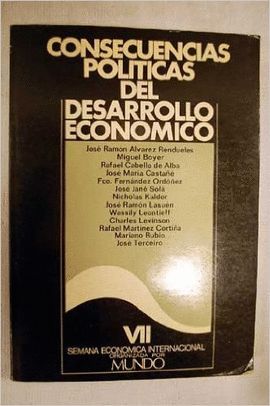 CONSECUENCIAS
POLITICAS
DEL
DESARROLLO
ECONOMICO
José Ramón Alvarez Rendueles
Miguel Boyer
Rafael Cabello de Alba
José María Castañé
Fco. Fernández Ordóñez
José Jané Solá
Nicholas Kaldor
José Ramón Lasuén
Wassily Leontieff
Charles Levinson
Rafael Martínez Cortiña
Mariano Rubio
José Terceiro
VII
SEMANA ECONOMICA INTERNACIONAL
ORGANIZADA POR
MUNDO